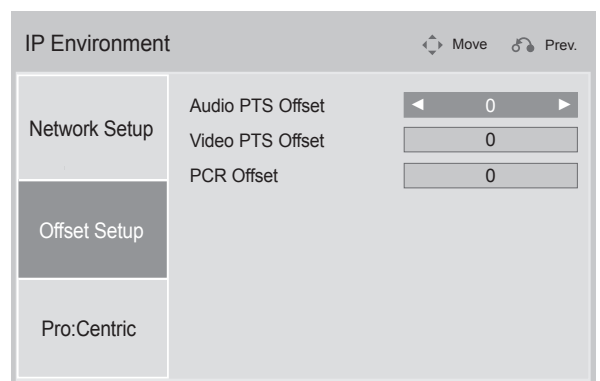 IP Environment
Move Prev.
Network Setup
Offset Setup
Pro:Centric
Audio PTS Offset 0
Video PTS Offset 0
PCR Offset 0